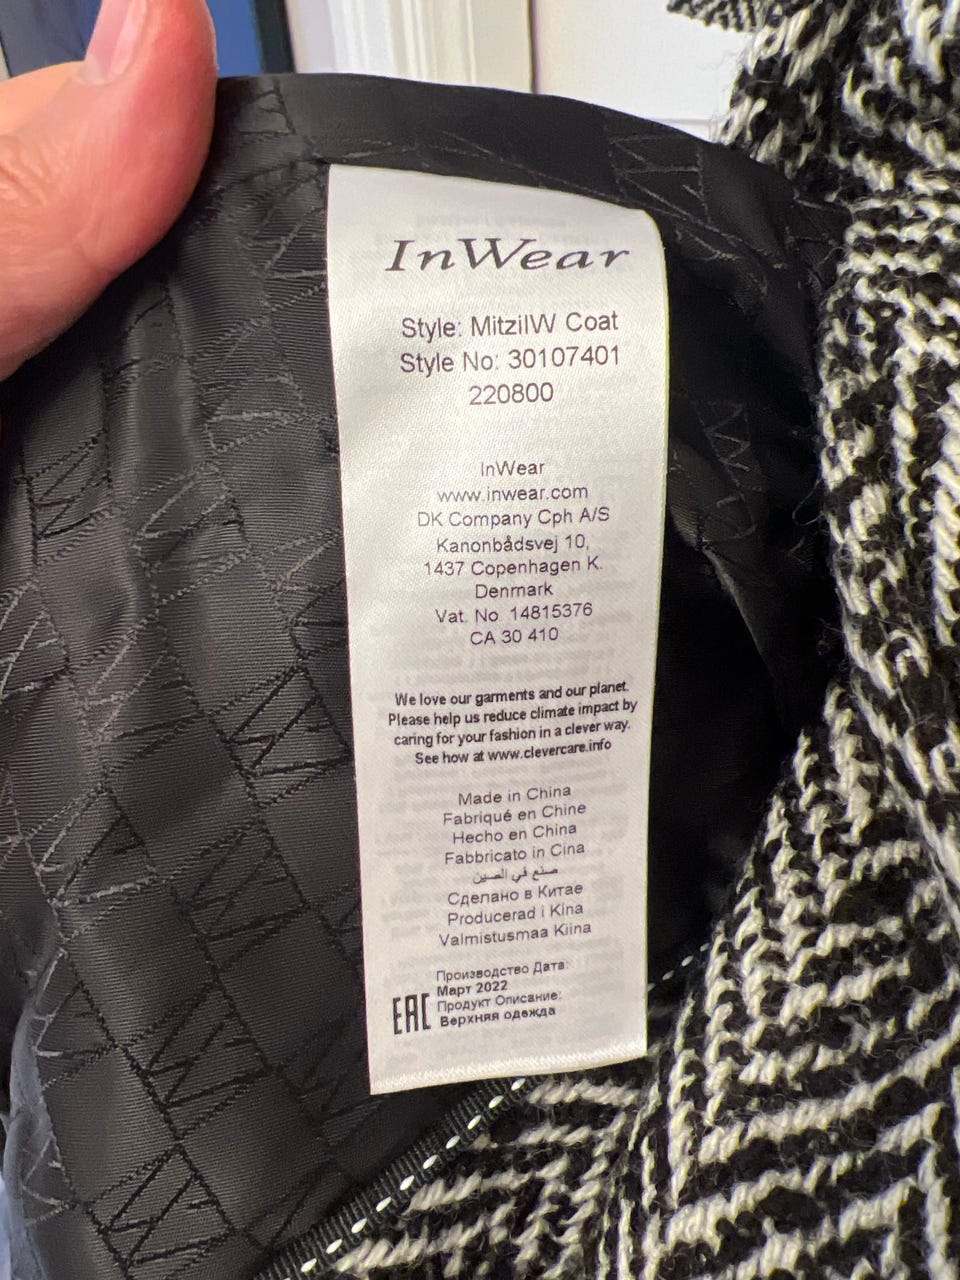 InWear
Style: MitziIW Coat
Style No: 30107401
220800
InWear
www.inwear.com
DK Company Cph A/S
Kanonbådsvej 10,
1437 Copenhagen K.
Denmark
Vat. No. 14815376
CA 30 410
We love our garments and our planet.
Please help us reduce climate impact by
caring for your fashion in a clever way.
See how at www.clevercare.info
Made in China
Fabriqué en Chine
Hecho en China
Fabbricato in Cina
صنع في الصين
Сделано в Китае
Producerad i Kina
Valmistusmaa Kiina
Производство Дата:
Март 2022
EAC Продукт Описание:
Верхняя одежда